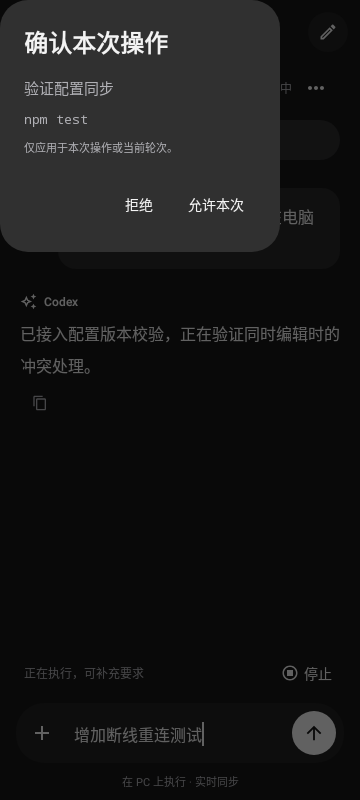 确认本次操作
验证配置同步
npm test
仅应用于本次操作或当前轮次。
拒绝
允许本次
中
电脑
Codex
已接入配置版本校验，正在验证同时编辑时的
冲突处理。
正在执行，可补充要求
停止
增加断线重连测试
在 PC 上执行 · 实时同步